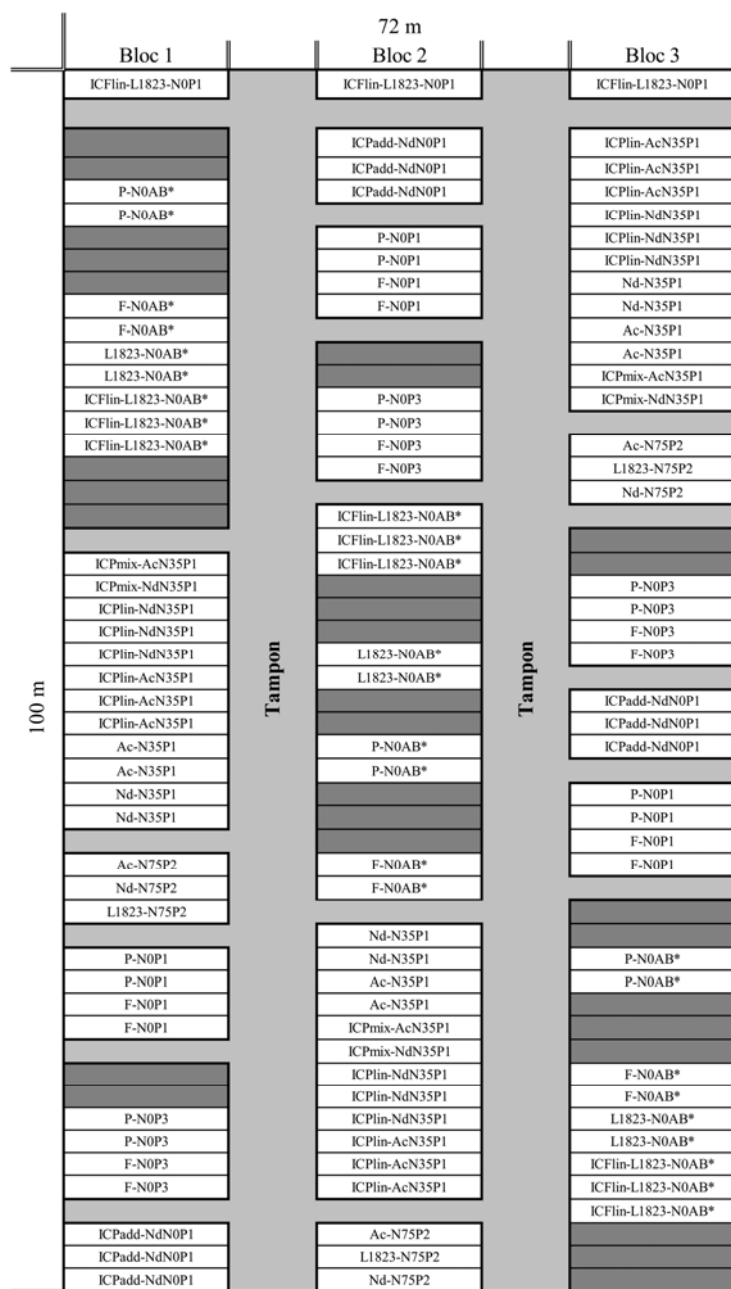 72 m
Bloc 1
Bloc 2
Bloc 3
100 m
ICFlin-L1823-N0P1
P-N0AB*
P-N0AB*
F-N0AB*
F-N0AB*
L1823-N0AB*
L1823-N0AB*
ICFlin-L1823-N0AB*
ICFlin-L1823-N0AB*
ICFlin-L1823-N0AB*
ICPmix-AcN35P1
ICPmix-NdN35P1
ICPlin-NdN35P1
ICPlin-NdN35P1
ICPlin-NdN35P1
ICPlin-AcN35P1
ICPlin-AcN35P1
ICPlin-AcN35P1
Ac-N35P1
Ac-N35P1
Nd-N35P1
Nd-N35P1
Ac-N75P2
Nd-N75P2
L1823-N75P2
P-N0P1
P-N0P1
F-N0P1
F-N0P1
P-N0P3
P-N0P3
F-N0P3
F-N0P3
ICPadd-NdN0P1
ICPadd-NdN0P1
ICPadd-NdN0P1
Tampon
ICFlin-L1823-N0P1
ICPadd-NdN0P1
ICPadd-NdN0P1
ICPadd-NdN0P1
P-N0P1
P-N0P1
F-N0P1
F-N0P1
P-N0P3
P-N0P3
F-N0P3
F-N0P3
ICFlin-L1823-N0AB*
ICFlin-L1823-N0AB*
ICFlin-L1823-N0AB*
L1823-N0AB*
L1823-N0AB*
P-N0AB*
P-N0AB*
F-N0AB*
F-N0AB*
Nd-N35P1
Nd-N35P1
Ac-N35P1
Ac-N35P1
ICPmix-AcN35P1
ICPmix-NdN35P1
ICPlin-NdN35P1
ICPlin-NdN35P1
ICPlin-NdN35P1
ICPlin-AcN35P1
ICPlin-AcN35P1
ICPlin-AcN35P1
Ac-N75P2
L1823-N75P2
Nd-N75P2
Tampon
ICFlin-L1823-N0P1
ICPlin-AcN35P1
ICPlin-AcN35P1
ICPlin-AcN35P1
ICPlin-NdN35P1
ICPlin-NdN35P1
ICPlin-NdN35P1
Nd-N35P1
Nd-N35P1
Ac-N35P1
Ac-N35P1
ICPmix-AcN35P1
ICPmix-NdN35P1
Ac-N75P2
L1823-N75P2
Nd-N75P2
P-N0P3
P-N0P3
F-N0P3
F-N0P3
ICPadd-NdN0P1
ICPadd-NdN0P1
ICPadd-NdN0P1
P-N0P1
P-N0P1
F-N0P1
F-N0P1
P-N0AB*
P-N0AB*
F-N0AB*
F-N0AB*
L1823-N0AB*
L1823-N0AB*
ICFlin-L1823-N0AB*
ICFlin-L1823-N0AB*
ICFlin-L1823-N0AB*